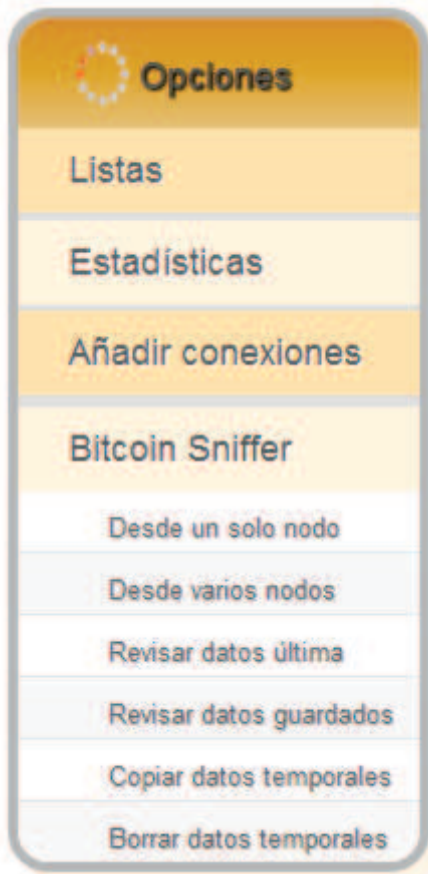 Opciones
Listas
Estadísticas
Añadir conexiones
Bitcoin Sniffer
Desde un solo nodo
Desde varios nodos
Revisar datos última
Revisar datos guardados
Copiar datos temporales
Borrar datos temporales